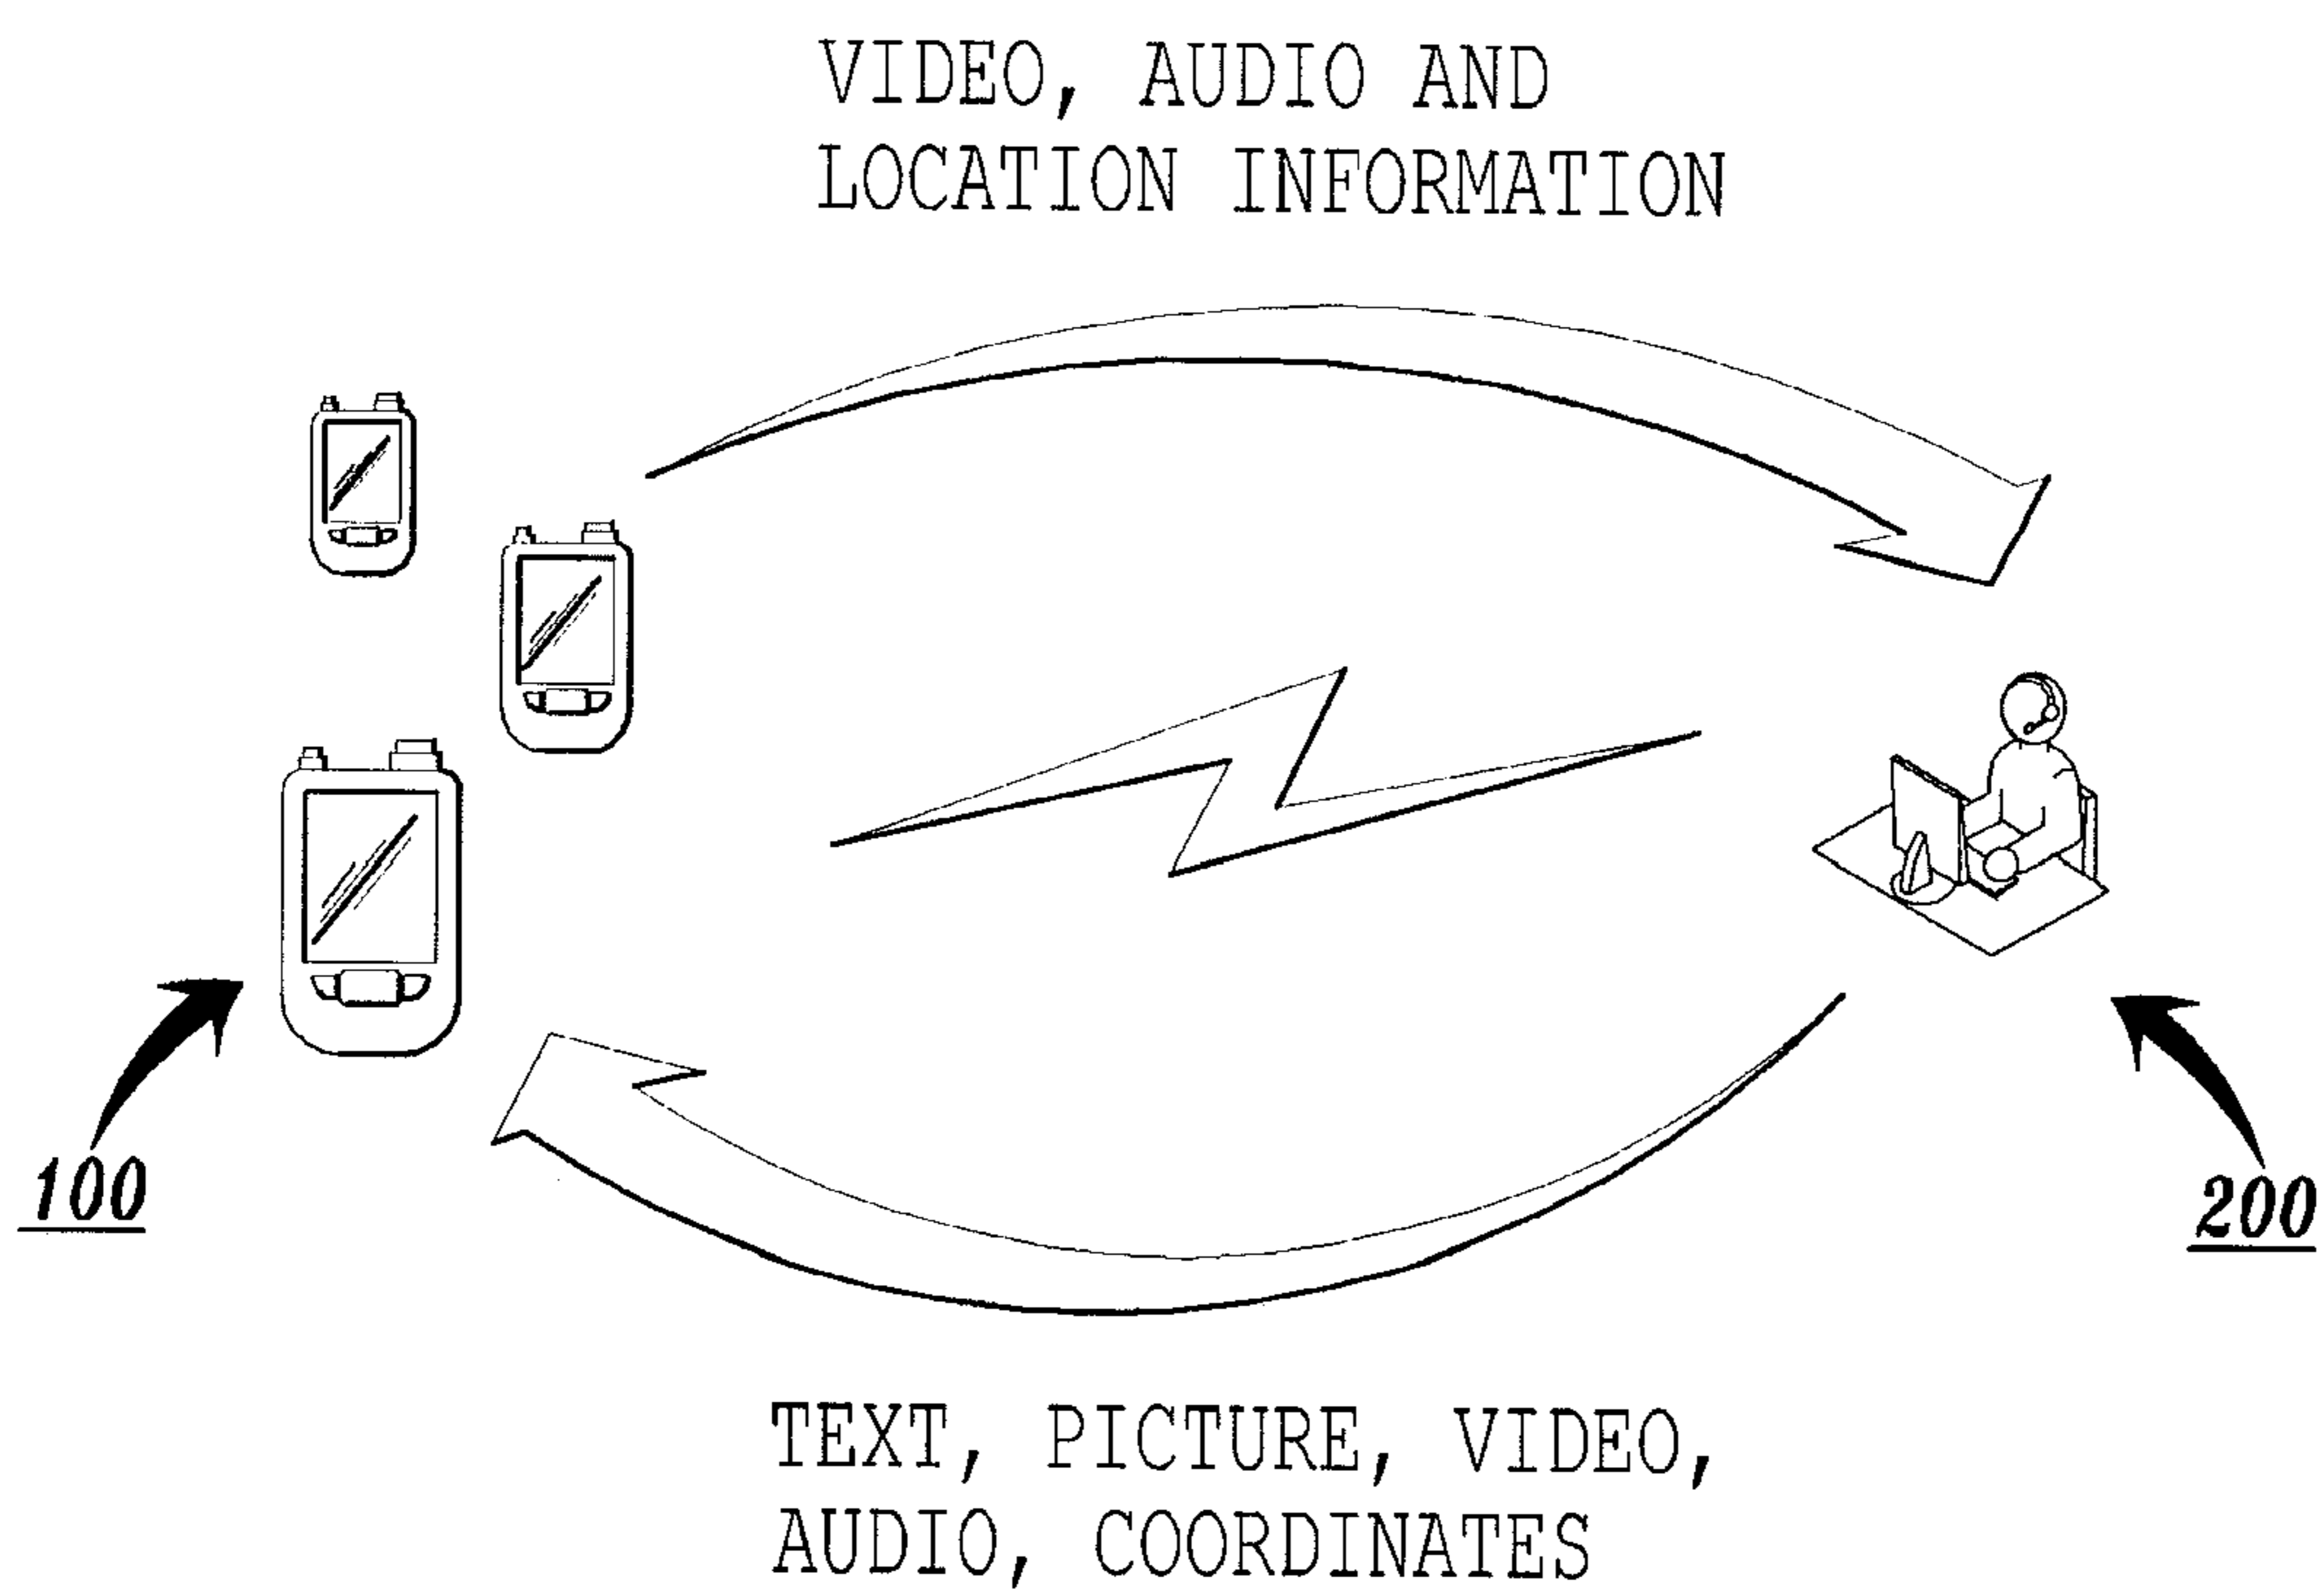 VIDEO, AUDIO AND
LOCATION INFORMATION
100
200
TEXT, PICTURE, VIDEO,
AUDIO, COORDINATES